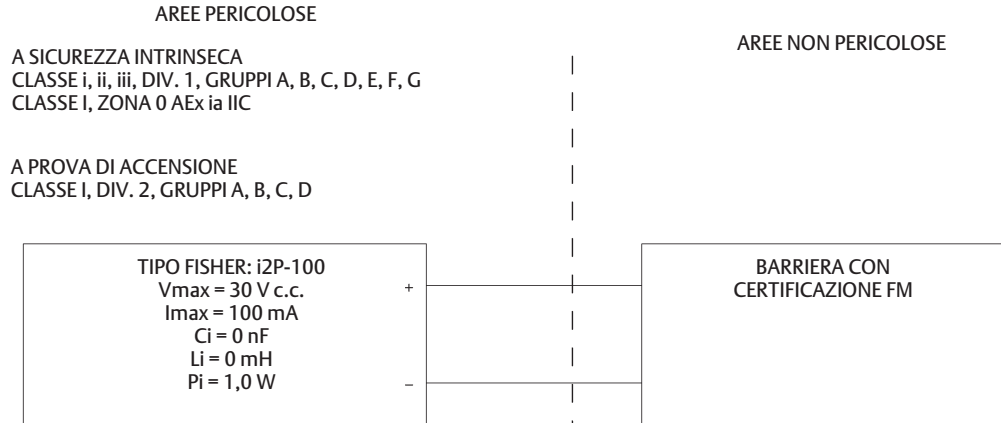 AREE PERICOLOSE
AREE NON PERICOLOSE
A SICUREZZA INTRINSECA
CLASSE i, ii, iii, DIV. 1, GRUPPI A, B, C, D, E, F, G
CLASSE I, ZONA 0 AEx ia IIC
A PROVA DI ACCENSIONE
CLASSE I, DIV. 2, GRUPPI A, B, C, D
TIPO FISHER: i2P-100
Vmax = 30 V c.c.
Imax = 100 mA
Ci = 0 nF
Li = 0 mH
Pi = 1,0 W
+
–
BARRIERA CON
CERTIFICAZIONE FM